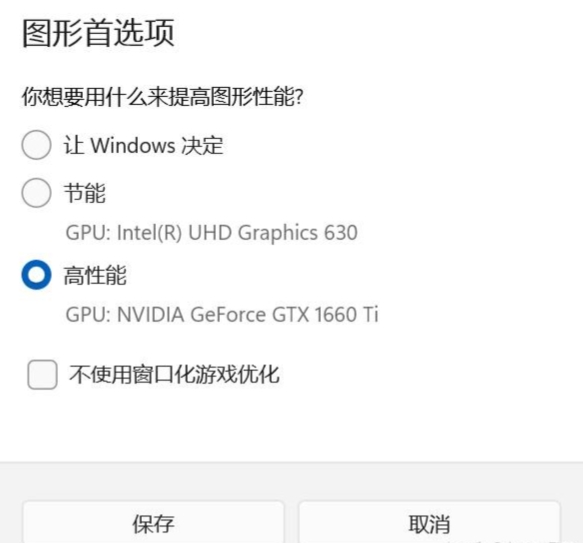 图形首选项
你想要用什么来提高图形性能?
让 Windows 决定
节能
GPU: Intel(R) UHD Graphics 630
高性能
GPU: NVIDIA GeForce GTX 1660 Ti
不使用窗口化游戏优化
保存
取消